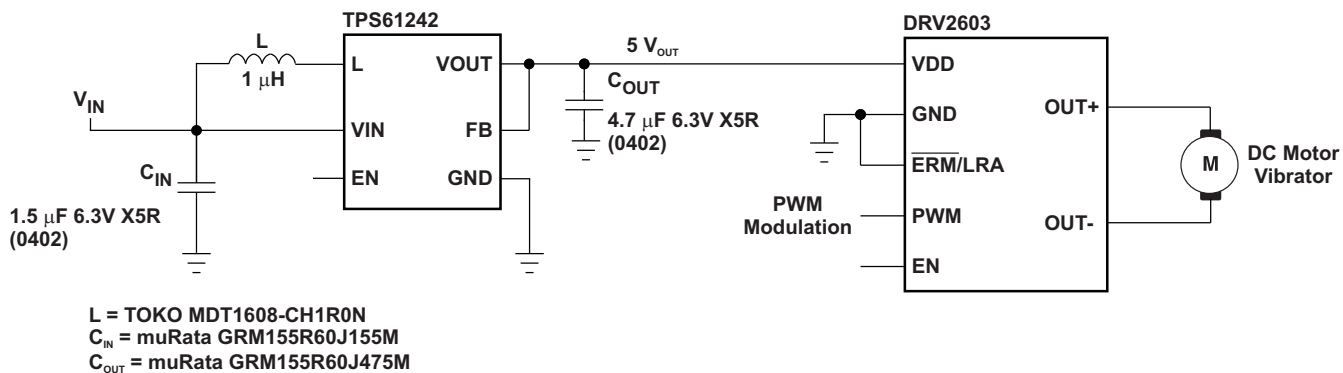 TPS61242
DRV2603
L
1 μH
L
VOUT
5 VOUT
VDD
VIN
COUT
4.7 μF 6.3V X5R
(0402)
GND
OUT+
VIN
FB
ERM/LRA
M
DC Motor
Vibrator
CIN
EN
GND
PWM
Modulation
PWM
OUT-
1.5 μF 6.3V X5R
(0402)
EN
L = TOKO MDT1608-CH1R0N
CIN = muRata GRM155R60J155M
COUT = muRata GRM155R60J475M